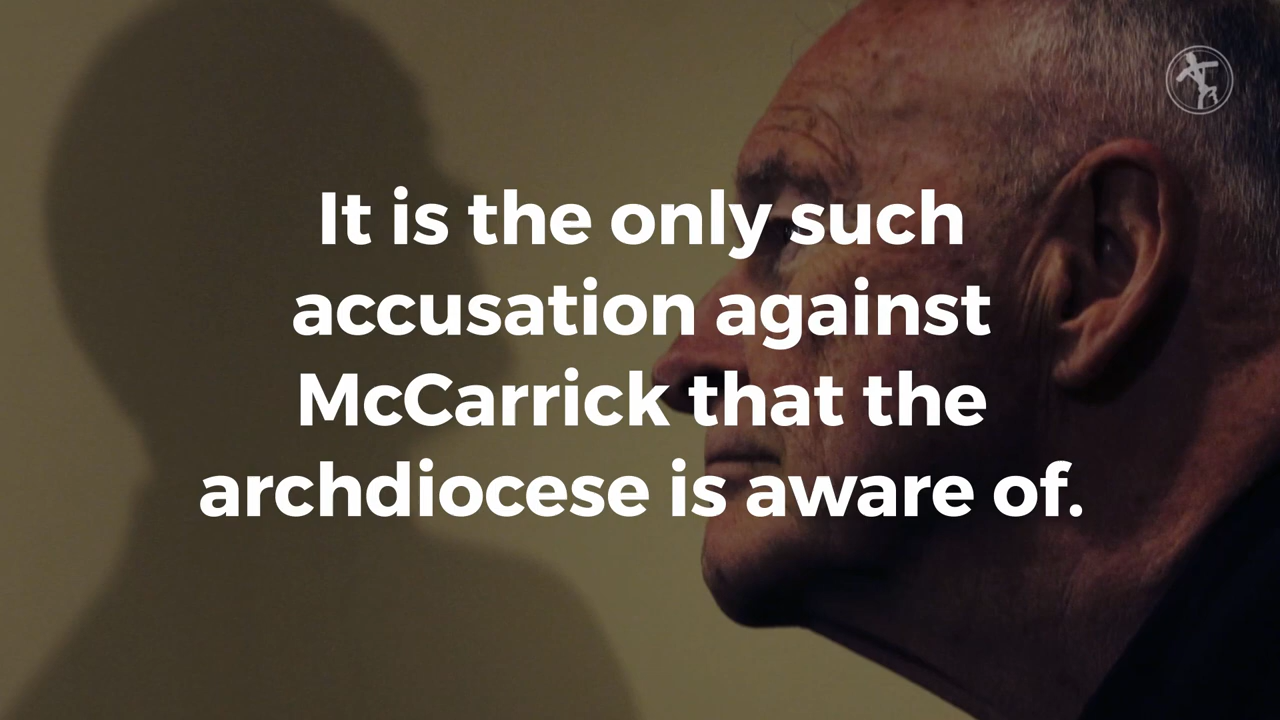 It is the only such
accusation against
McCarrick that the
archdiocese is aware of.